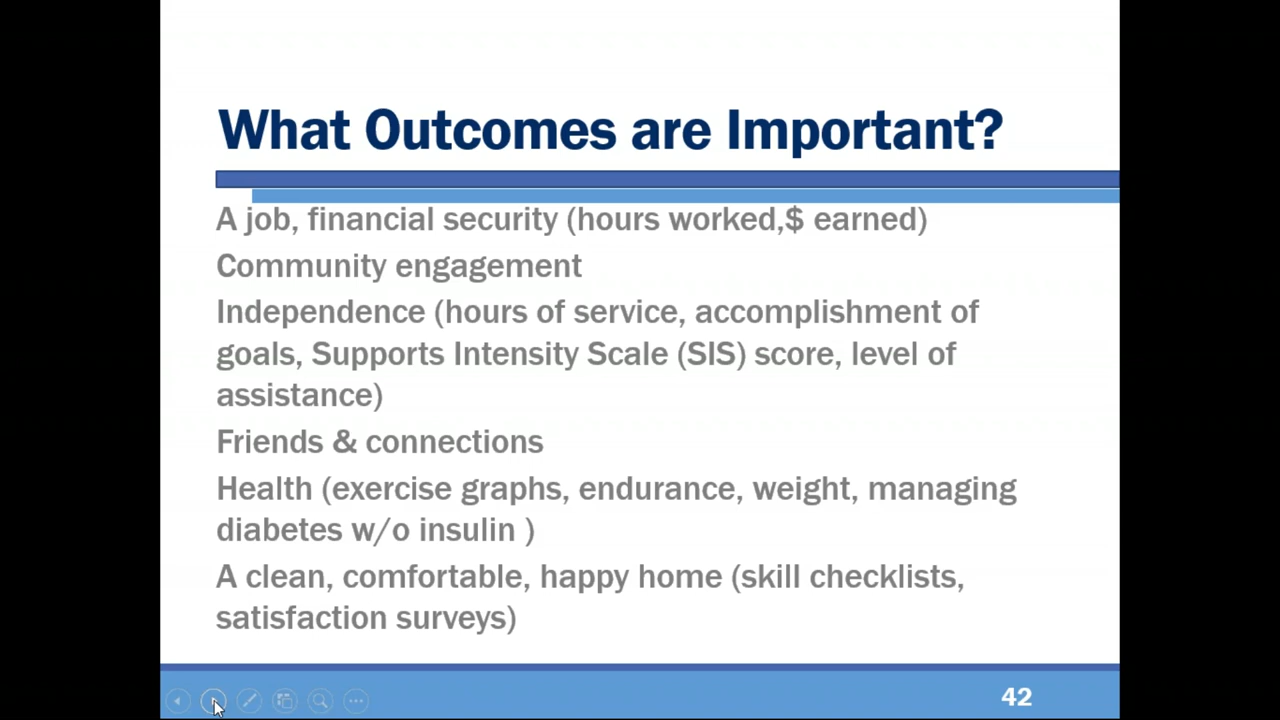 What Outcomes are Important?
A job, financial security (hours worked,$ earned)
Community engagement
Independence (hours of service, accomplishment of
goals, Supports Intensity Scale (SIS) score, level of
assistance)
Friends & connections
Health (exercise graphs, endurance, weight, managing
diabetes w/o insulin )
A clean, comfortable, happy home (skill checklists,
satisfaction surveys)
42